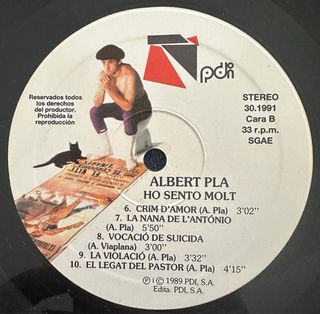 pdi
Reservados todos
los derechos
del productor.
Prohibida la
reproducción
STEREO
30.1991
Cara B
33 r.p.m.
SGAE
ALBERT PLA
HO SENTO MOLT
6. CRIM D'AMOR (A. Pla) 3'02"
7. LA NANA DE L'ANTÓNIO
(A. Pla) 5'50"
8. VOCACIÓ DE SUICIDA
(A. Viaplana) 3'00"
9. LA VIOLACIÓ (A. Pla) 3'32"
10. EL LEGAT DEL PASTOR (A. Pla) 4'15"
Ⓟ i © 1989 PDI, S.A.
Edita: PDI, S.A.